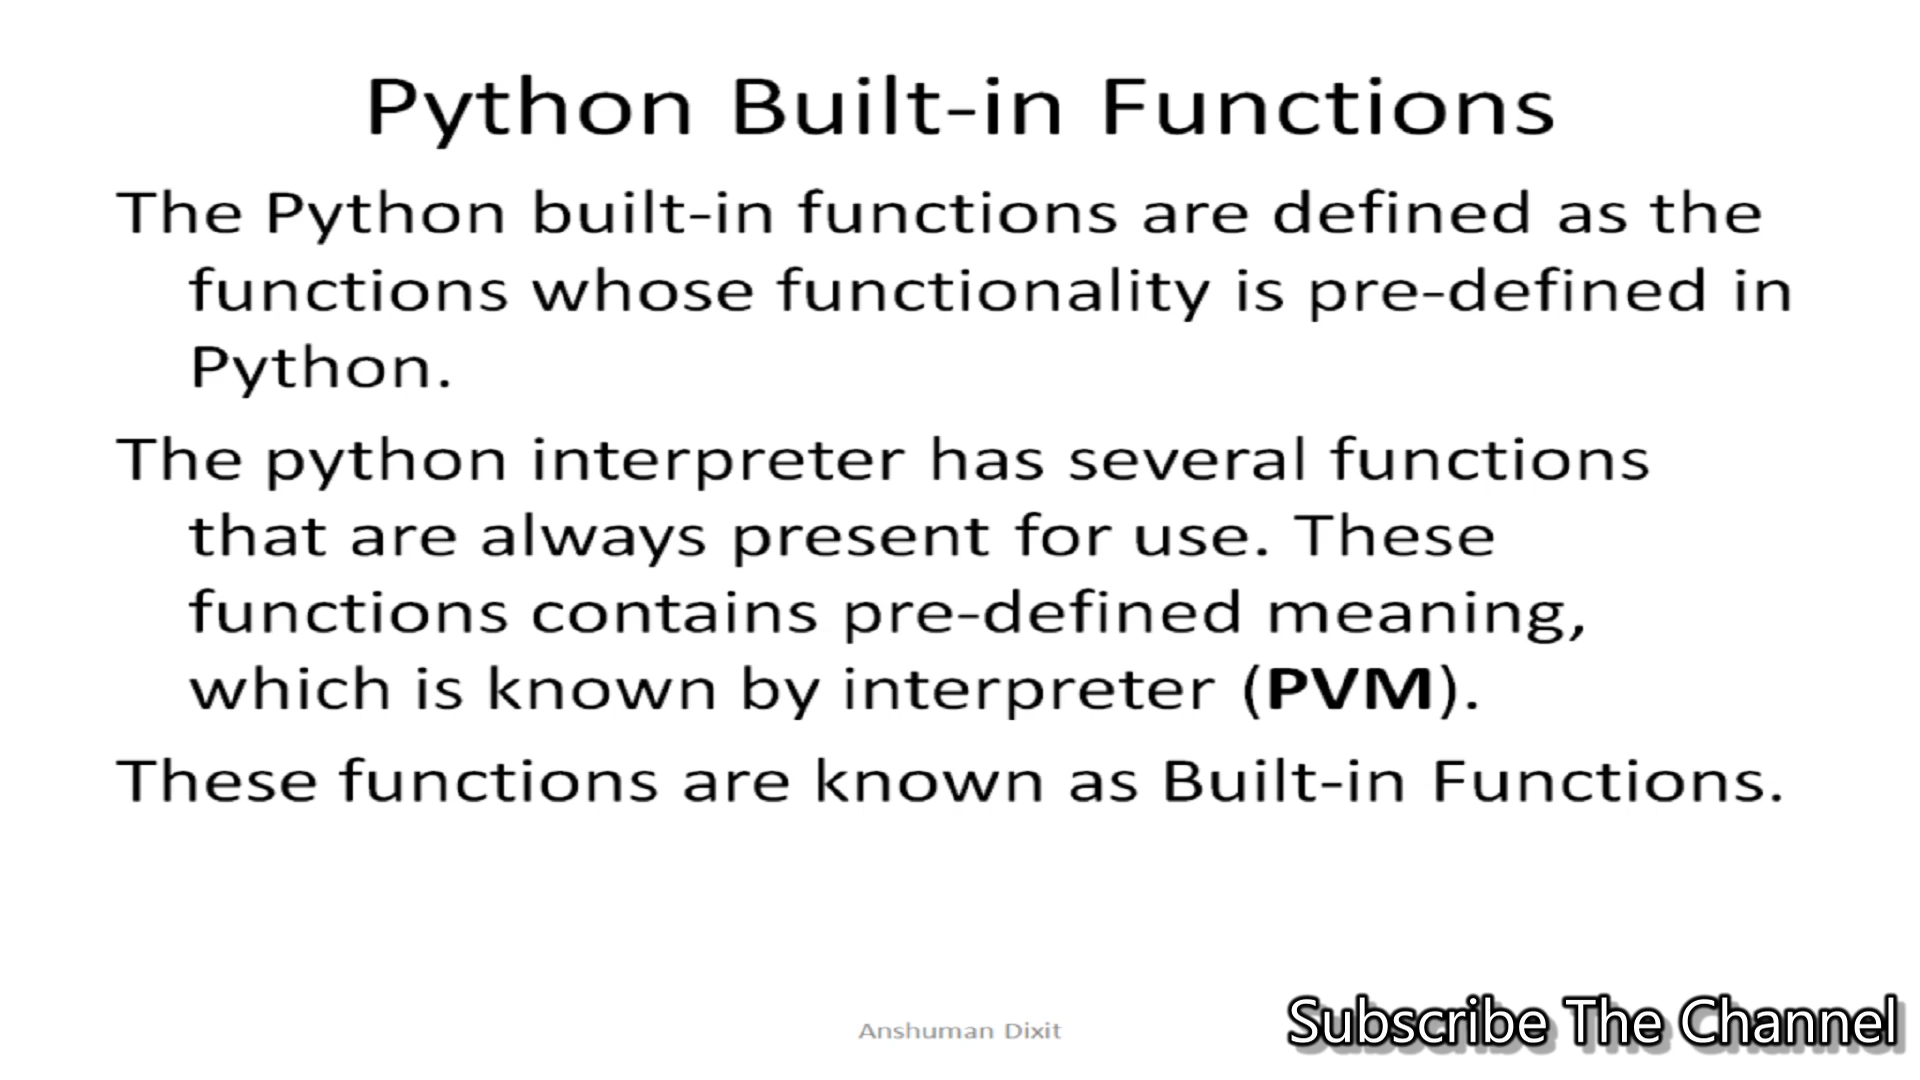 Python Built-in Functions
The Python built-in functions are defined as the
functions whose functionality is pre-defined in
Python.
The python interpreter has several functions
that are always present for use. These
functions contains pre-defined meaning,
which is known by interpreter (PVM).
These functions are known as Built-in Functions.
Anshuman Dixit
Subscribe The Channel